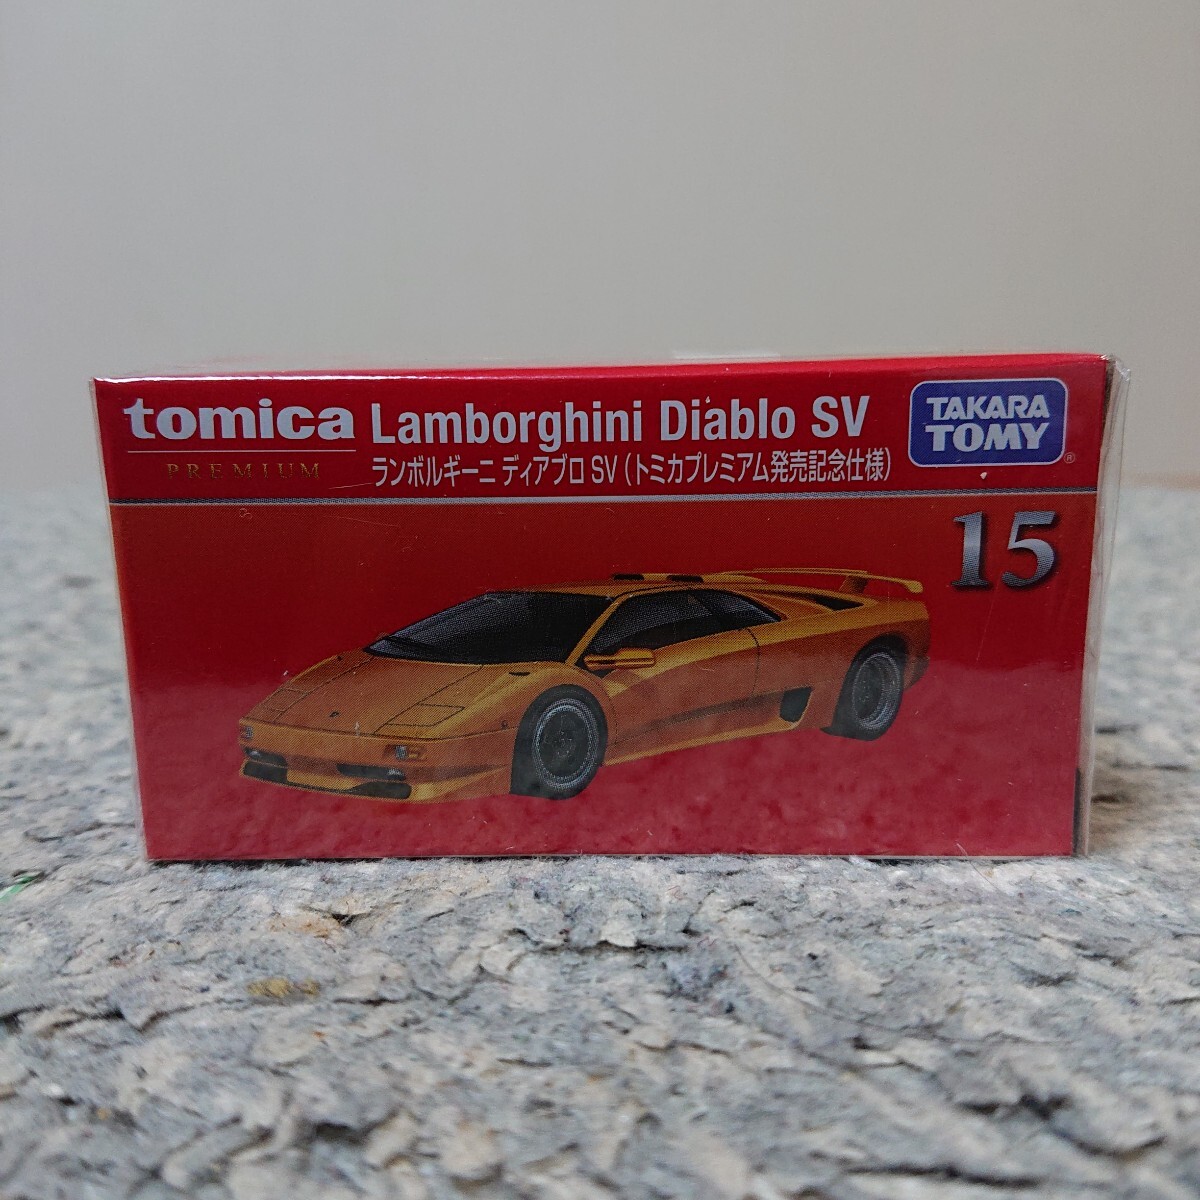 tomica
PREMIUM
Lamborghini Diablo SV
ランボルギーニ ディアブロ SV (トミカプレミアム発売記念仕様)
TAKARA
TOMY
®
15